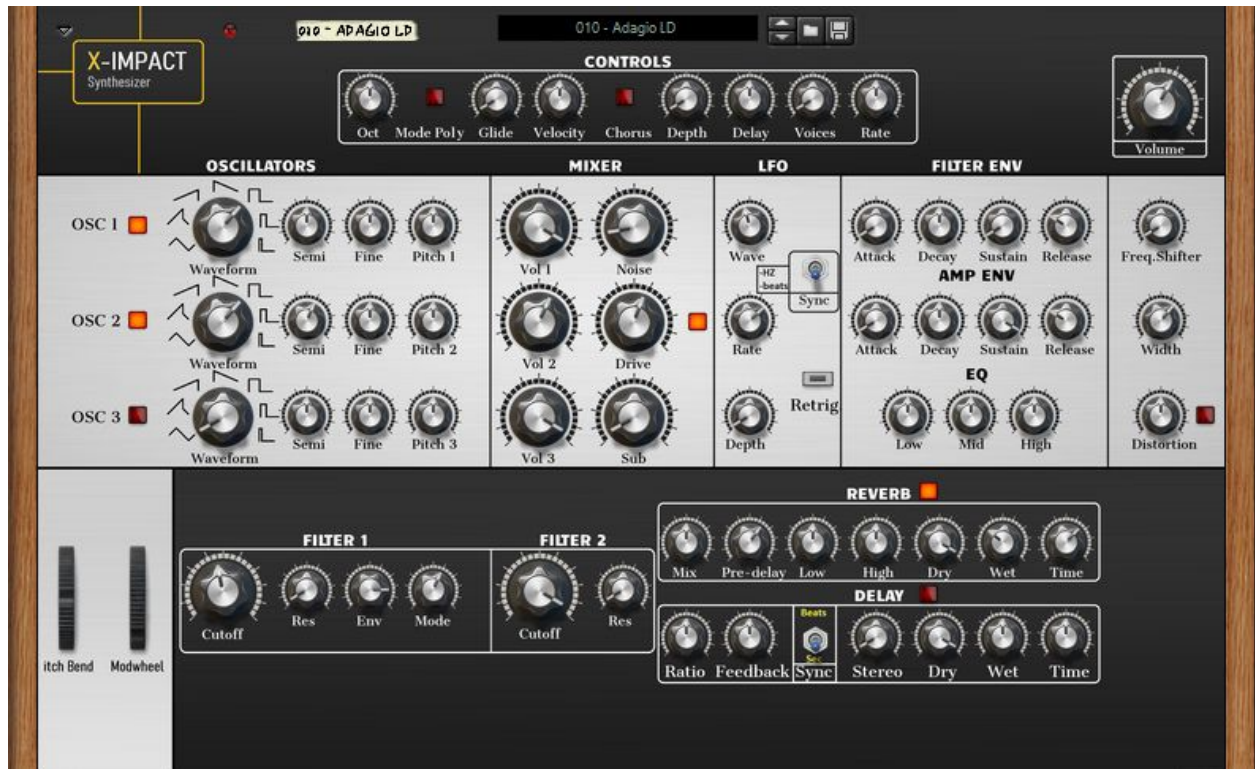 010 - ADAGIO LD
010 - Adagio LD
X-IMPACT
Synthesizer
CONTROLS
Oct Mode Poly Glide Velocity Chorus Depth Delay Voices Rate
Volume
OSCILLATORS MIXER LFO FILTER ENV
OSC 1
Waveform Semi Fine Pitch 1 Vol 1 Noise Wave Attack Decay Sustain Release Freq.Shifter
-HZ
-beats
Sync
AMP ENV
OSC 2
Waveform Semi Fine Pitch 2 Vol 2 Drive Rate Attack Decay Sustain Release Width
EQ
Retrig
OSC 3
Waveform Semi Fine Pitch 3 Vol 3 Sub Depth Low Mid High Distortion
REVERB
Mix Pre-delay Low High Dry Wet Time
FILTER 1 FILTER 2
Cutoff Res Env Mode Cutoff Res
DELAY
Beats
Sec
Ratio Feedback Sync Stereo Dry Wet Time
itch Bend Modwheel